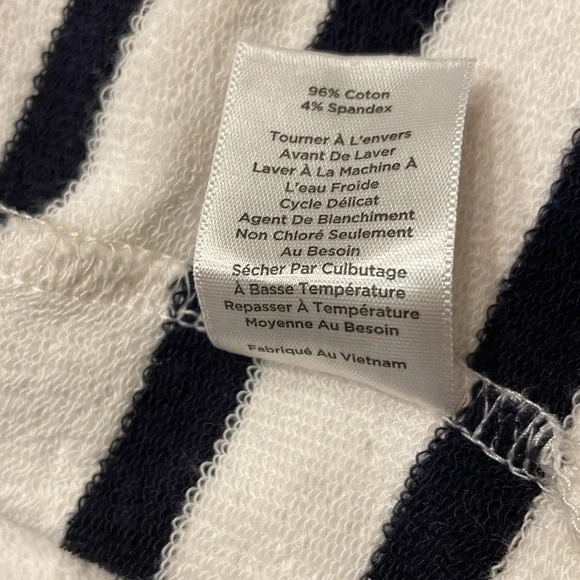 96% Coton
4% Spandex
Tourner À L'envers
Avant De Laver
Laver À La Machine À
L'eau Froide
Cycle Délicat
Agent De Blanchiment
Non Chloré Seulement
Au Besoin
Sécher Par Culbutage
À Basse Température
Repasser À Température
Moyenne Au Besoin
Fabriqué Au Vietnam